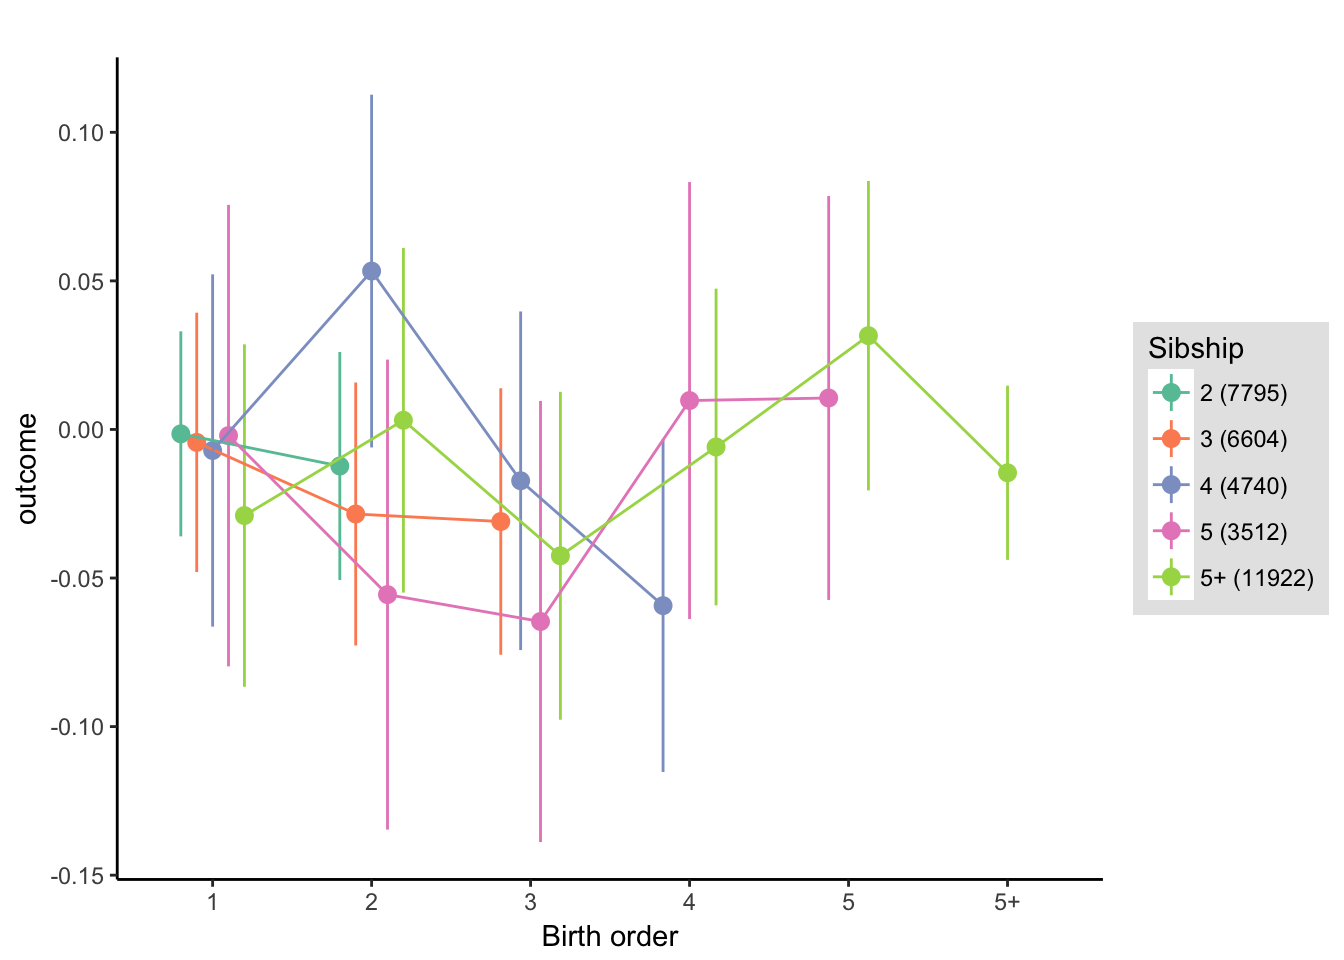 0.10
0.05
0.00
-0.05
-0.10
-0.15
outcome
1 2 3 4 5 5+
Birth order
Sibship
2 (7795)
3 (6604)
4 (4740)
5 (3512)
5+ (11922)